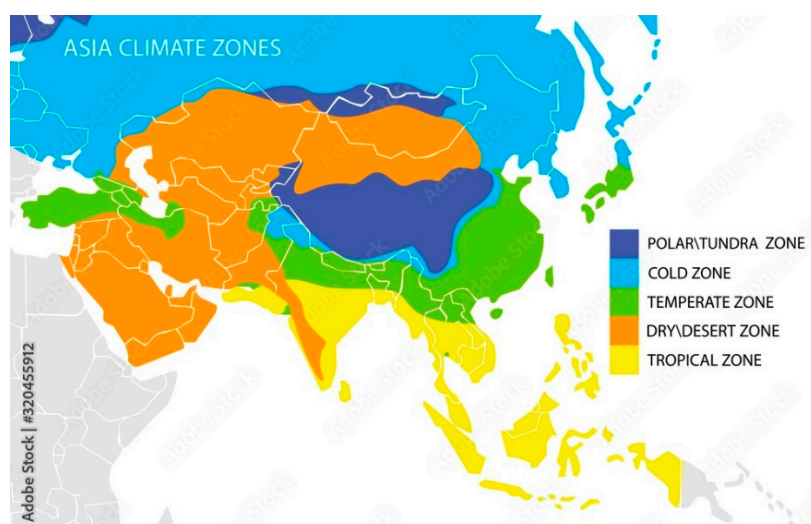 ASIA CLIMATE ZONES
POLAR\TUNDRA ZONE
COLD ZONE
TEMPERATE ZONE
DRY\DESERT ZONE
TROPICAL ZONE
Adobe Stock | #320455912